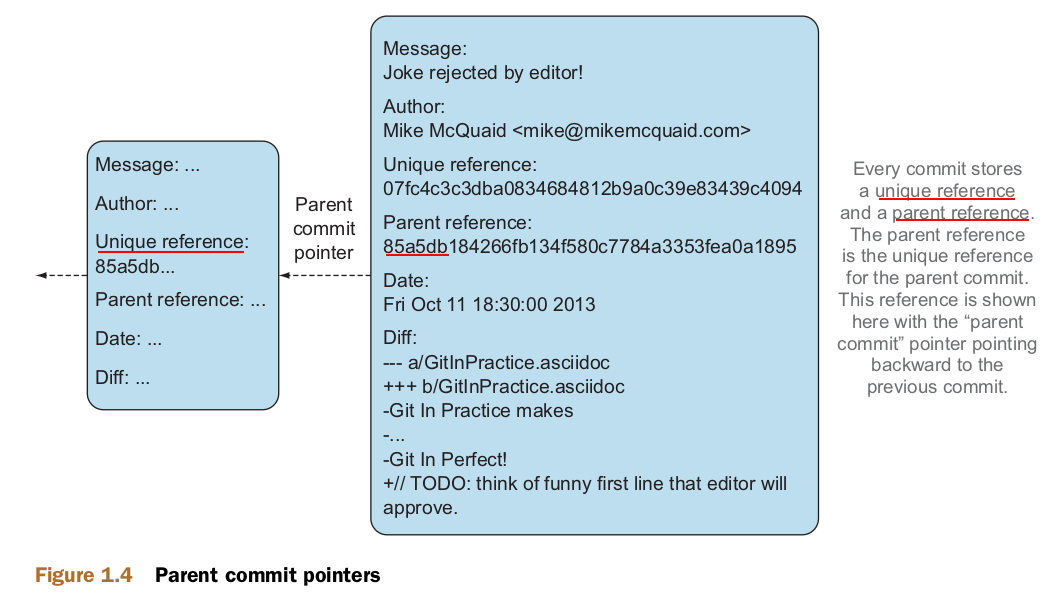 Message: ...
Author: ...
Unique reference:
85a5db...
Parent reference: ...
Date: ...
Diff: ...
Parent
commit
pointer
Message:
Joke rejected by editor!
Author:
Mike McQuaid <mike@mikemcquaid.com>
Unique reference:
07fc4c3c3dba0834684812b9a0c39e83439c4094
Parent reference:
85a5db184266fb134f580c7784a3353fea0a1895
Date:
Fri Oct 11 18:30:00 2013
Diff:
--- a/GitInPractice.asciidoc
+++ b/GitInPractice.asciidoc
-Git In Practice makes
-...
-Git In Perfect!
+// TODO: think of funny first line that editor will
approve.
Every commit stores
a unique reference
and a parent reference.
The parent reference
is the unique reference
for the parent commit.
This reference is shown
here with the “parent
commit” pointer pointing
backward to the
previous commit.
Figure 1.4 Parent commit pointers